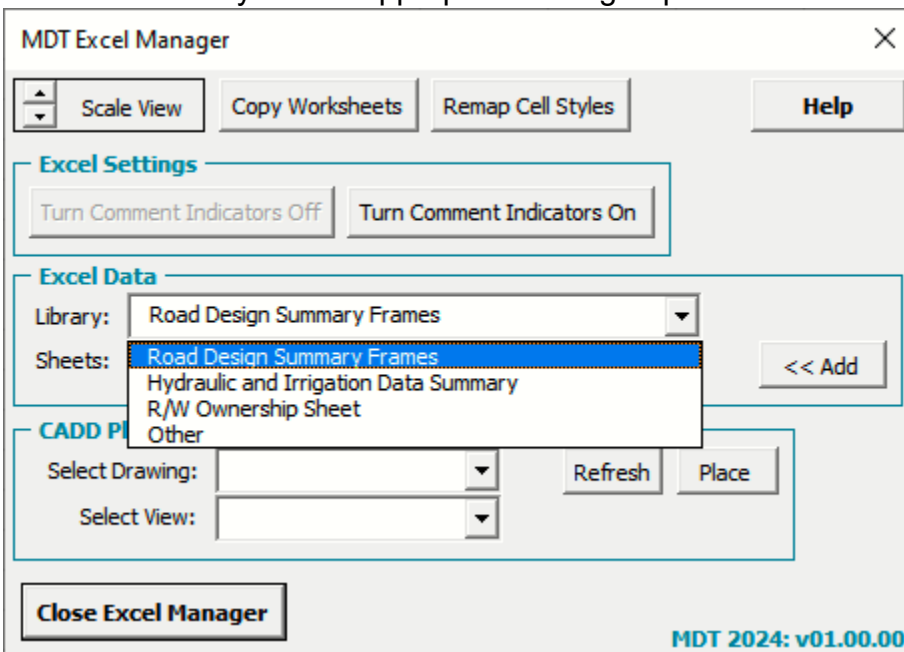 MDT Excel Manager
Scale View Copy Worksheets Remap Cell Styles Help
Excel Settings
Turn Comment Indicators Off Turn Comment Indicators On
Excel Data
Library: Road Design Summary Frames
Sheets: Road Design Summary Frames << Add
Hydraulic and Irrigation Data Summary
R/W Ownership Sheet
Other
CADD Pl
Select Drawing: Refresh Place
Select View:
Close Excel Manager
MDT 2024: v01.00.00